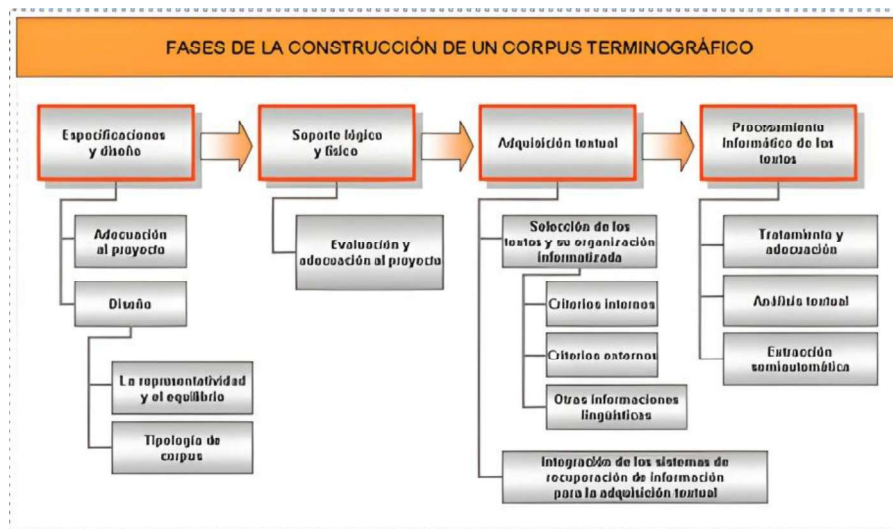 FASES DE LA CONSTRUCCIÓN DE UN CORPUS TERMINOGRÁFICO
Especificaciones
y diseño
Soporte lógico
y físico
Adquisición textual
Procesamiento
informático de los
textos
Adecuación
al proyecto
Diseño
La representatividad
y el equilibrio
Tipología de
corpus
Evaluación y
adecuación al proyecto
Selección de los
textos y su organización
informatizada
Criterios internos
Criterios externos
Otras informaciones
lingüísticas
Integración de los sistemas de
recuperación de información
para la adquisición textual
Tratamiento y
adecuación
Análisis textual
Extracción
semiautomática